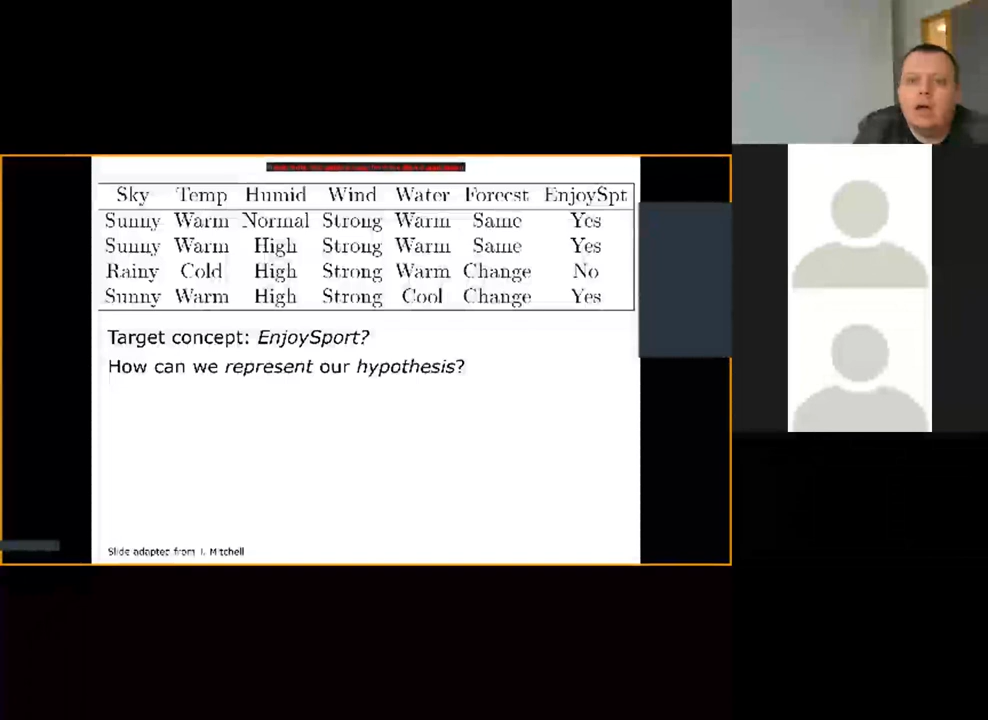 Sky Temp Humid Wind Water Forecst EnjoySpt
Sunny Warm Normal Strong Warm Same Yes
Sunny Warm High Strong Warm Same Yes
Rainy Cold High Strong Warm Change No
Sunny Warm High Strong Cool Change Yes
Target concept: EnjoySport?
How can we represent our hypothesis?
Slide adapted from T. Mitchell